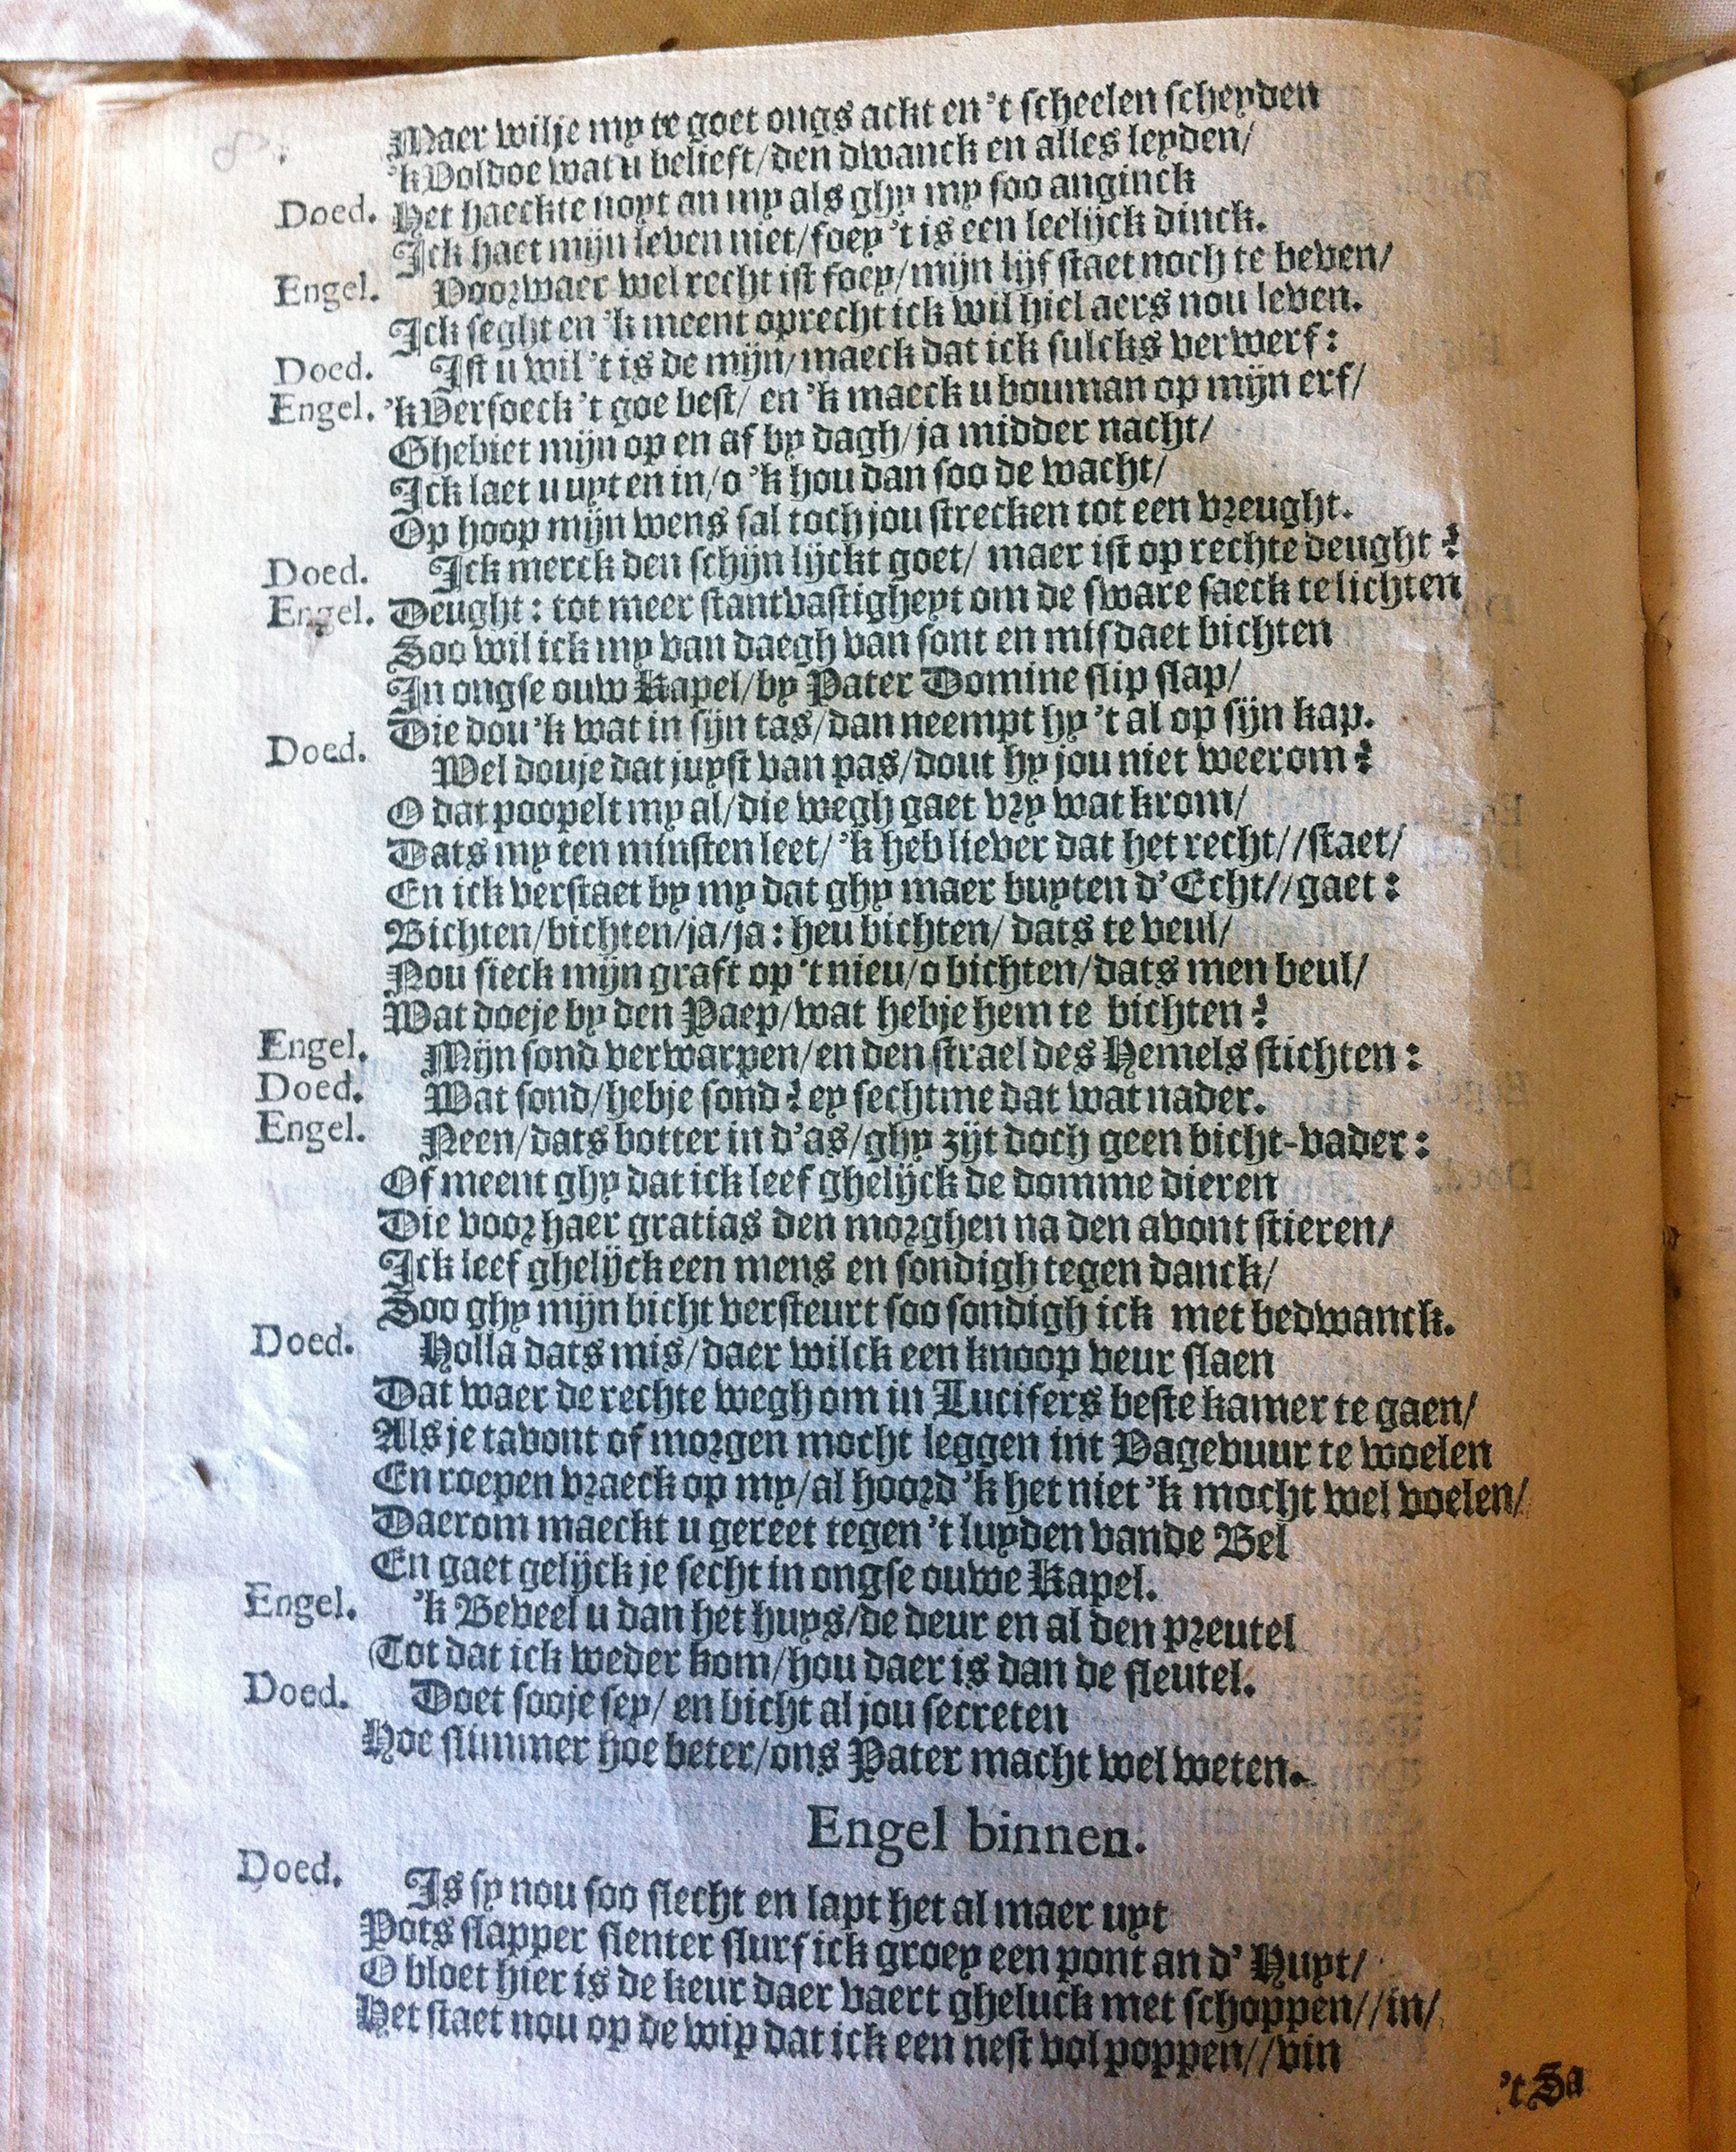 Maer wilje my te goet ongs ackt en 't scheelen scheyden
'k Voldoe wat u belieft/den dwanck en alles leyden/
Doed. Het haeckte noyt an my als ghy my soo anginck
Ick haet mijn leven niet/foey 't is een leelijck dinck.
Engel. Voorwaer wel recht ist foey/mijn lijf staet noch te beven/
Ick seght en 'k meent oprecht ick wil hiel aers nou leven.
Doed. Ist u wil 't is de mijn/maeck dat ick sulcks verwerf:
Engel. 'k Versoeck 't goe best/ en 'k maeck u bouman op mijn erf/
Ghebiet mijn op en af by dagh/ja midder nacht/
Ick laet u uyt en in/o 'k hou dan soo de wacht/
Op hoop mijn wens sal toch jou strecken tot een vreught.
Doed. Ick merck den schijn lijckt goet/ maer ist op rechte deught?
Engel. Deught: tot meer stantvastigheyt om de sware saeck te lichten
Soo wil ick my van daegh van sont en misdaet bichten
In ongse ouw Kapel/by Pater Domine slip slap/
Die dou 'k wat in sijn tas/dan neempt hy 't al op sijn kap.
Doed. Wel douje dat juyst van pas/dout hy jou niet weerom?
O dat poopelt my al/die wegh gaet vry wat krom/
Dats my ten minsten leet/ 'k heb liever dat het recht//staet/
En ick verstaet by my dat ghy maer buyten d'Echt//gaet:
Bichten/bichten/ja/ja: heu bichten/ dats te veul/
Nou sieck mijn graft op 't nieu/o bichten/dats men beul/
Wat doeje by den Paep/wat hebje hem te bichten?
Engel. Mijn sond verwarpen/en den strael des Hemels stichten:
Doed. Wat sond/hebje sond? ey sechtme dat wat nader.
Engel. Neen/dats botter in d'as/ghy zijt doch geen bicht-vader:
Of meent ghy dat ick leef ghelijck de domme dieren
Die voor haer gratias den morghen na den avont stieren/
Ick leef ghelijck een mens en sondigh tegen danck/
Soo ghy mijn bicht versteurt soo sondigh ick met bedwanck.
Doed. Holla dats mis/daer wilck een knoop veur slaen
Dat waer de rechte wegh om in Lucifers beste kamer te gaen/
Als je tavont of morgen mocht leggen int Vagevuur te woelen
En roepen vraeck op my/al hoord 'k het niet 'k mocht wel voelen/
Daerom maeckt u gereet tegen 't luyden vande Bel
En gaet gelijck je secht in ongse ouwe Kapel.
Engel. 'k Beveel u dan het huys/de deur en al den preutel
Tot dat ick weder kom/hou daer is dan de sleutel.
Doed. Doet sooje sey/ en bicht al jou secreten
Hoe slimmer hoe beter/ons Pater macht wel weten.
Engel binnen.
Doed. Is sy nou soo slecht en lapt het al maer uyt
Pots slapper slenter slurf ick groey een pont an d' Huyt/
O bloet hier is de keur daer vaert gheluck met schoppen//in/
Het staet nou op de wip dat ick een nest vol poppen//vin
't Sa